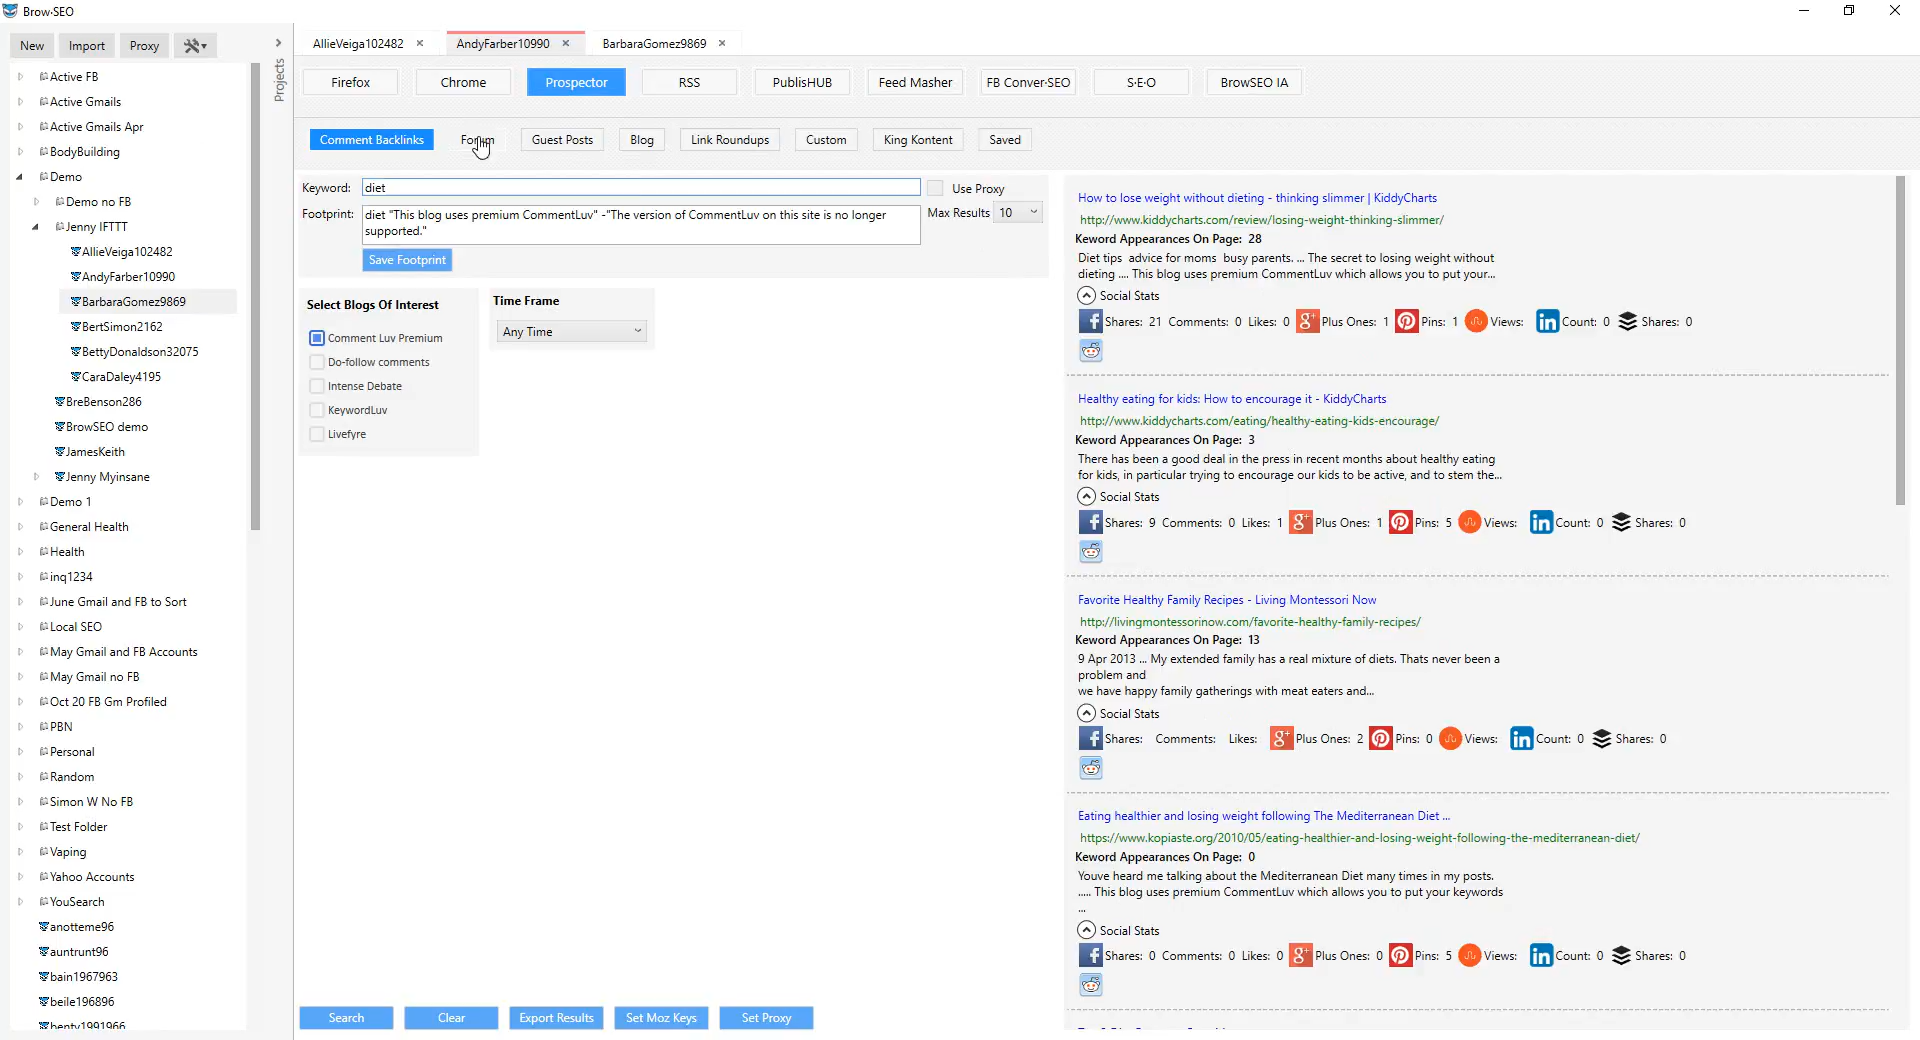 Brow·SEO
New Import Proxy
Projects
AllieVeiga102482 × AndyFarber10990 × BarbaraGomez9869 ×
Firefox Chrome Prospector RSS PublisHUB Feed Masher FB Conver·SEO S·E·O BrowSEO IA
Comment Backlinks Forum Guest Posts Blog Link Roundups Custom King Kontent Saved
Active FB
Active Gmails
Active Gmails Apr
BodyBuilding
Demo
Demo no FB
Jenny IFTTT
AllieVeiga102482
AndyFarber10990
BarbaraGomez9869
BertSimon2162
BettyDonaldson32075
CaraDaley4195
BreBenson286
BrowSEO demo
JamesKeith
Jenny Myinsane
Demo 1
General Health
Health
inq1234
June Gmail and FB to Sort
Local SEO
May Gmail and FB Accounts
May Gmail no FB
Oct 20 FB Gm Profiled
PBN
Personal
Random
Simon W No FB
Test Folder
Vaping
Yahoo Accounts
YouSearch
anotteme96
auntrunt96
bain1967963
beile196896
benty1991966
Keyword: diet Use Proxy
Footprint: diet "This blog uses premium CommentLuv" -"The version of CommentLuv on this site is no longer
supported."
Max Results 10
Save Footprint
Select Blogs Of Interest
Comment Luv Premium
Do-follow comments
Intense Debate
KeywordLuv
Livefyre
Time Frame
Any Time
Search Clear Export Results Set Moz Keys Set Proxy
How to lose weight without dieting - thinking slimmer | KiddyCharts
http://www.kiddycharts.com/review/losing-weight-thinking-slimmer/
Keword Appearances On Page: 28
Diet tips advice for moms busy parents. ... The secret to losing weight without
dieting .... This blog uses premium CommentLuv which allows you to put your...
Social Stats
Shares: 21 Comments: 0 Likes: 0 Plus Ones: 1 Pins: 1 Views: Count: 0 Shares: 0
Healthy eating for kids: How to encourage it - KiddyCharts
http://www.kiddycharts.com/eating/healthy-eating-kids-encourage/
Keword Appearances On Page: 3
There has been a good deal in the press in recent months about healthy eating
for kids, in particular trying to encourage our kids to be active, and to stem the...
Social Stats
Shares: 9 Comments: 0 Likes: 1 Plus Ones: 1 Pins: 5 Views: Count: 0 Shares: 0
Favorite Healthy Family Recipes - Living Montessori Now
http://livingmontessorinow.com/favorite-healthy-family-recipes/
Keword Appearances On Page: 13
9 Apr 2013 ... My extended family has a real mixture of diets. Thats never been a
problem and
we have happy family gatherings with meat eaters and...
Social Stats
Shares: Comments: Likes: Plus Ones: 2 Pins: 0 Views: Count: 0 Shares: 0
Eating healthier and losing weight following The Mediterranean Diet ...
https://www.kopiaste.org/2010/05/eating-healthier-and-losing-weight-following-the-mediterranean-diet/
Keword Appearances On Page: 0
Youve heard me talking about the Mediterranean Diet many times in my posts.
..... This blog uses premium CommentLuv which allows you to put your keywords
...
Social Stats
Shares: 0 Comments: 0 Likes: 0 Plus Ones: 0 Pins: 5 Views: Count: 0 Shares: 0